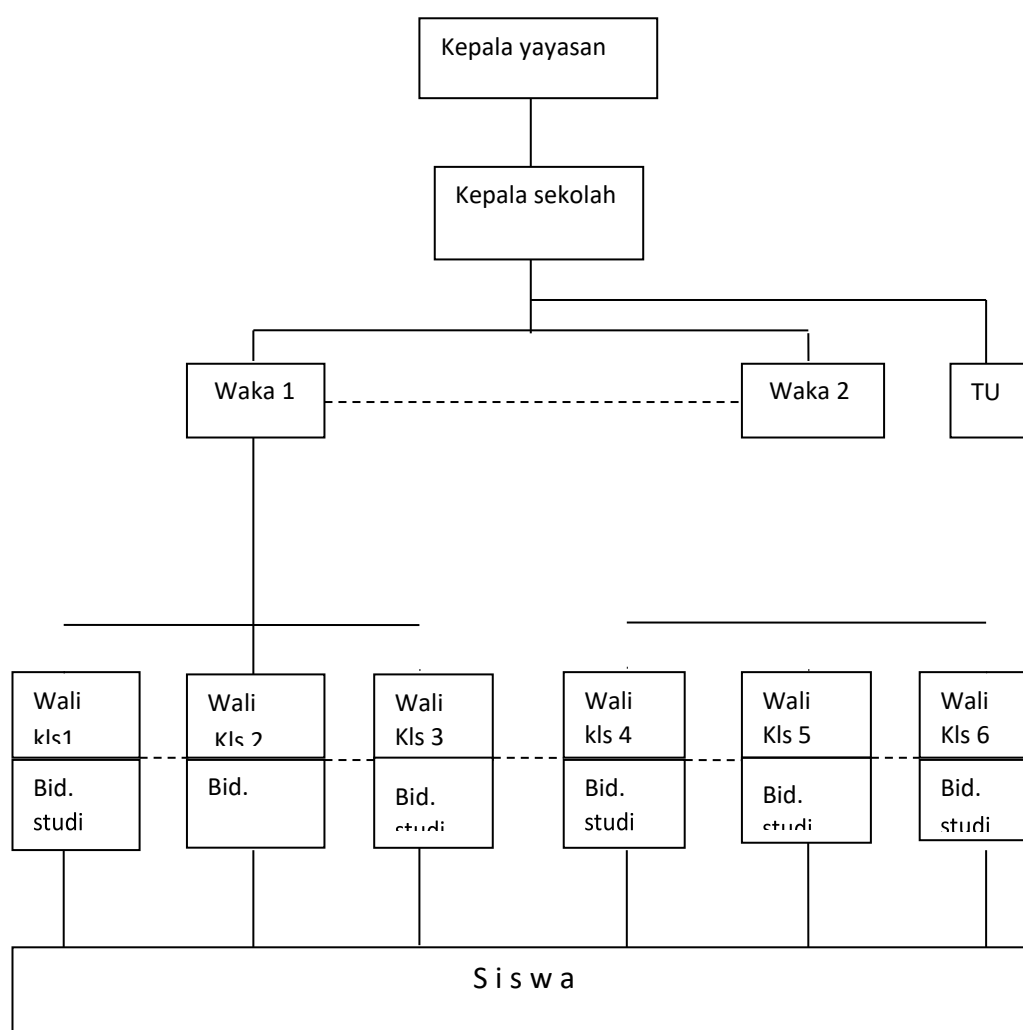 Kepala yayasan
Kepala sekolah
Waka 1
Waka 2
TU
Wali
kls1
Wali
Kls 2
Wali
Kls 3
Wali
kls 4
Wali
Kls 5
Wali
Kls 6
Bid.
studi
Bid.
Bid.
studi
Bid.
studi
Bid.
studi
Bid.
studi
S i s w a